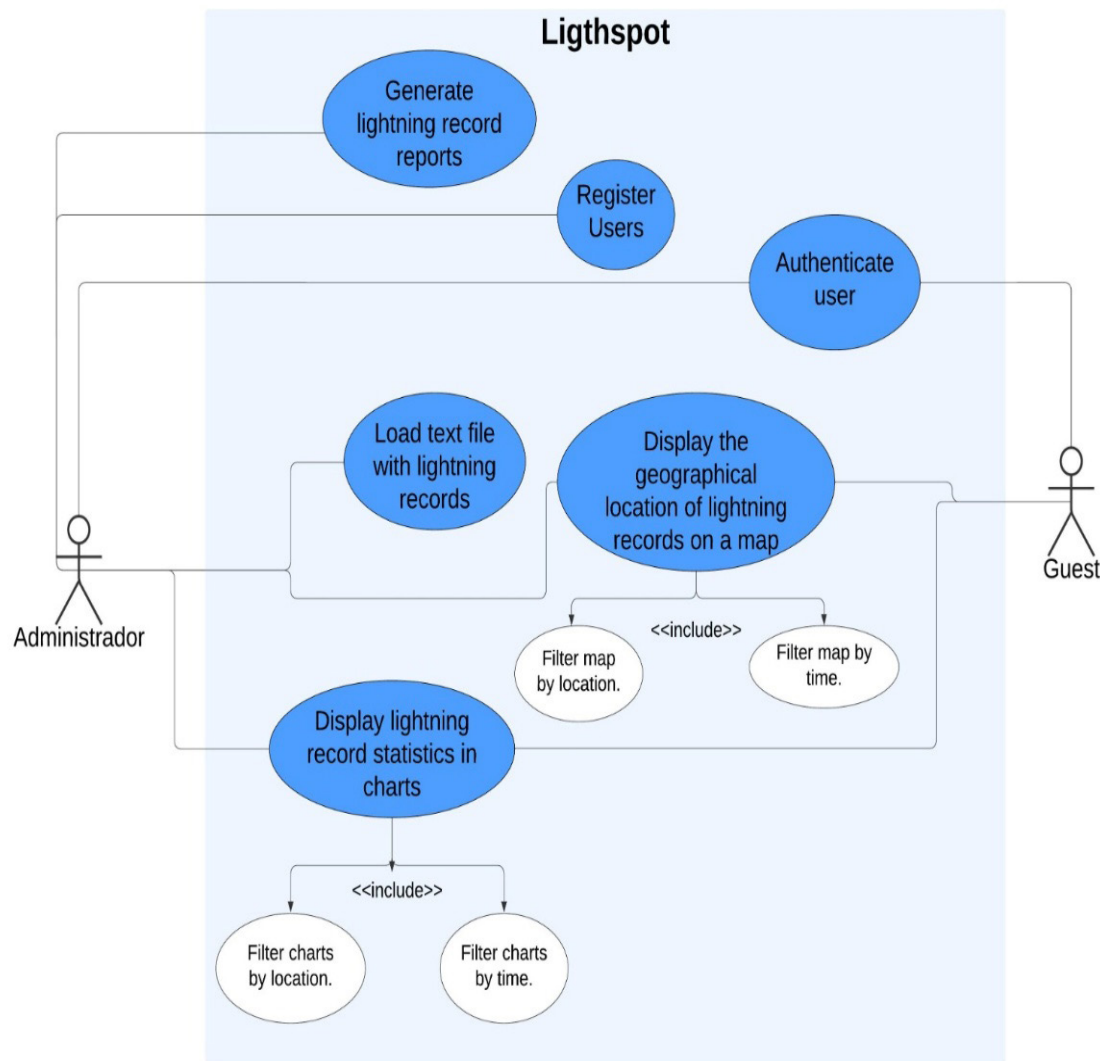 Ligthspot
Generate
lightning record
reports
Register
Users
Authenticate
user
Load text file
with lightning
records
Display the
geographical
location of lightning
records on a map
Administrador
Guest
<<include>>
Filter map
by location.
Filter map by
time.
Display lightning
record statistics in
charts
<<include>>
Filter charts
by location.
Filter charts
by time.